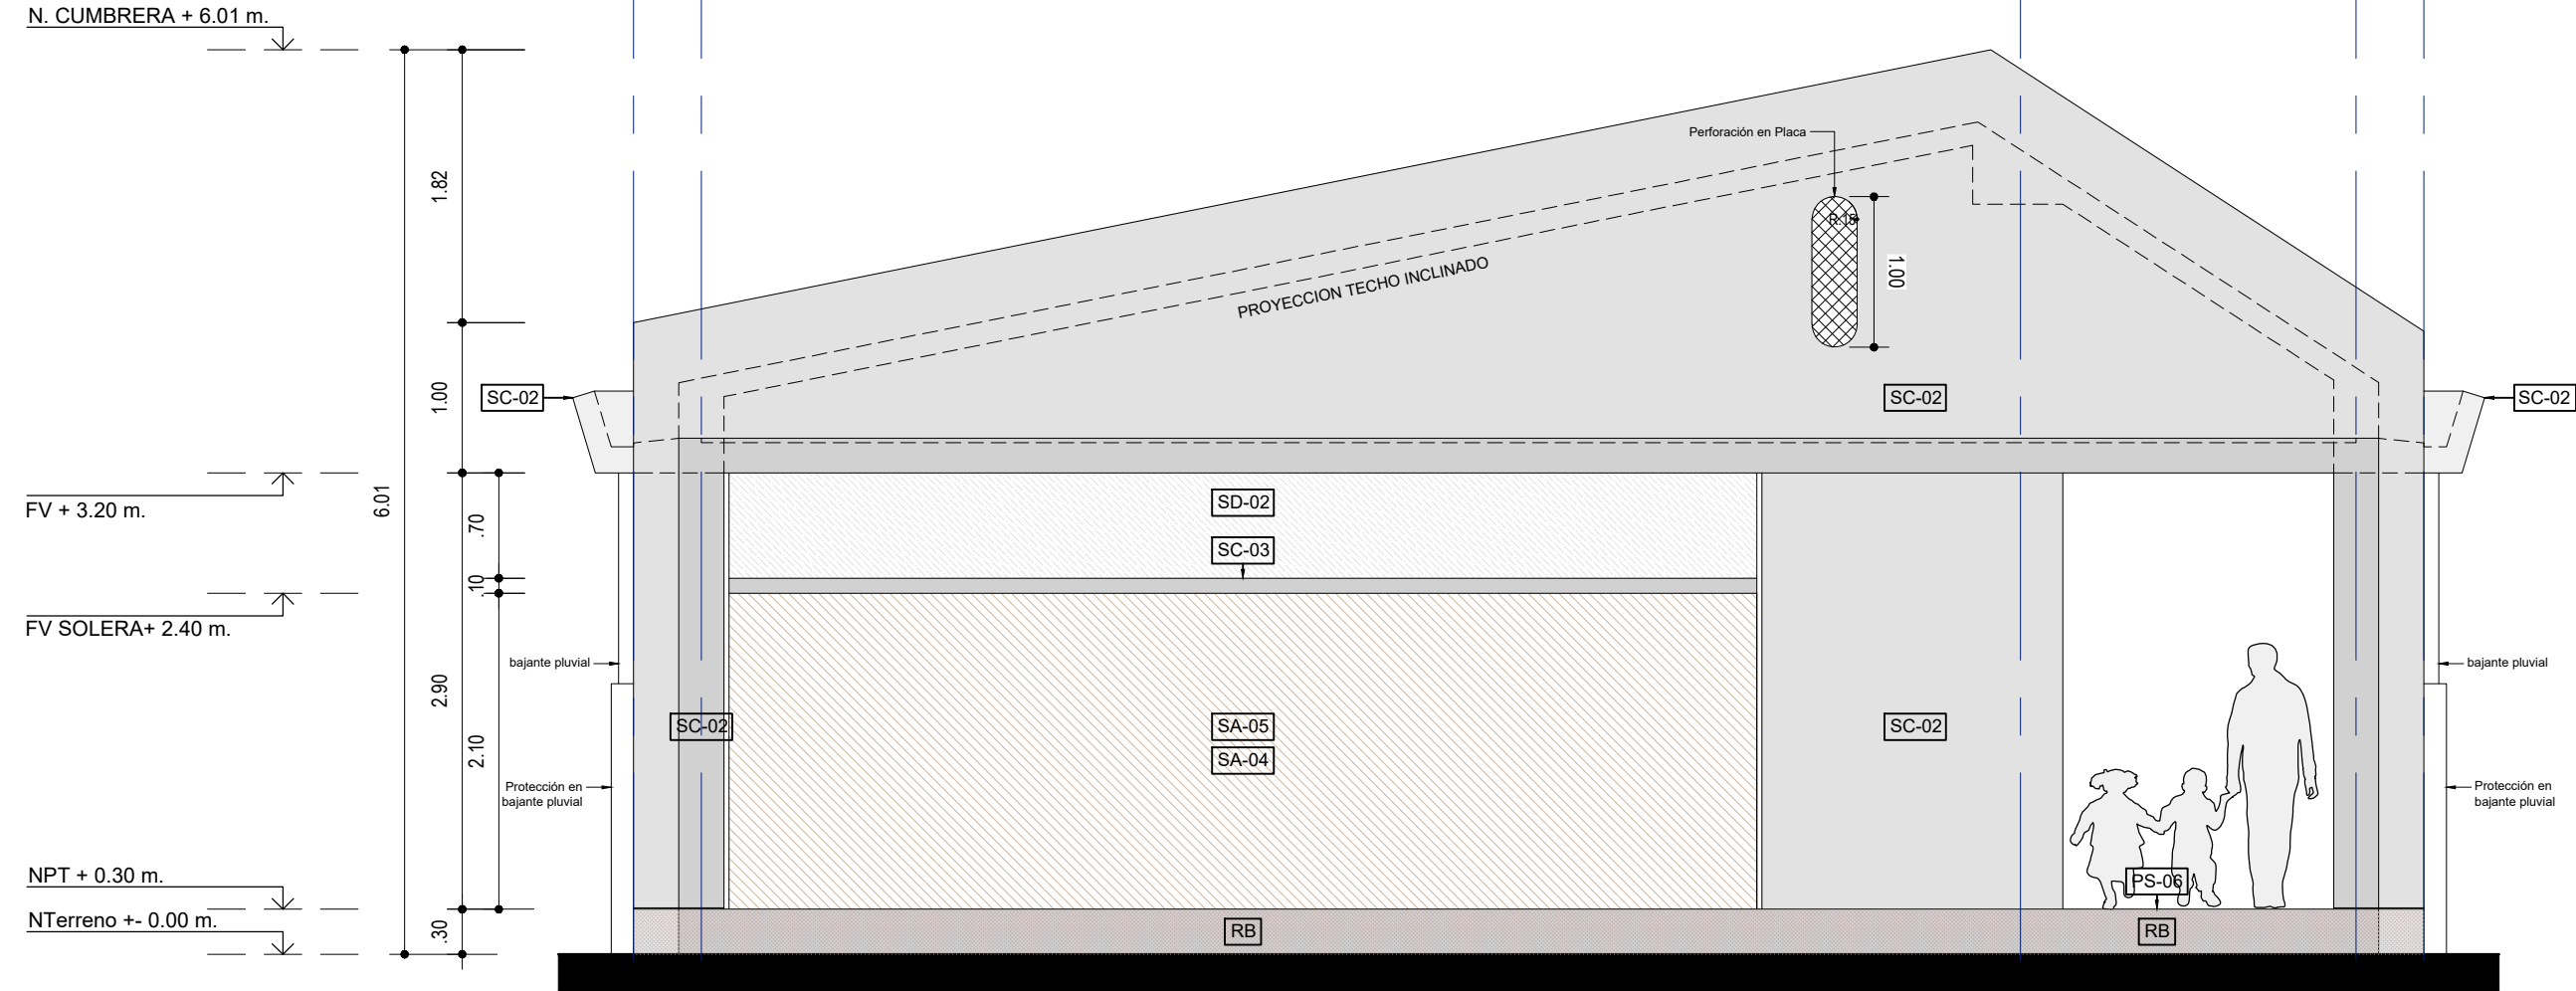 N. CUMBRERA + 6.01 m.
Perforación en Placa
1.82
R.15
1.00
PROYECCION TECHO INCLINADO
SC-02
1.00
SC-02
SC-02
FV + 3.20 m.
6.01
.70
SD-02
SC-03
.10
FV SOLERA+ 2.40 m.
bajante pluvial
bajante pluvial
2.90
2.10
SC-02
SA-05
SA-04
SC-02
Protección en
bajante pluvial
Protección en
bajante pluvial
NPT + 0.30 m.
PS-06
NTerreno +- 0.00 m.
.30
RB
RB